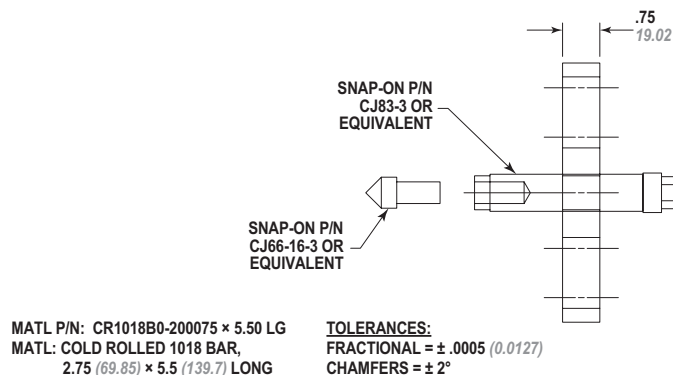 .75
19.02
SNAP-ON P/N
CJ83-3 OR
EQUIVALENT
SNAP-ON P/N
CJ66-16-3 OR
EQUIVALENT
MATL P/N: CR1018B0-200075 × 5.50 LG
MATL: COLD ROLLED 1018 BAR,
2.75 (69.85) × 5.5 (139.7) LONG
TOLERANCES:
FRACTIONAL = ± .0005 (0.0127)
CHAMFERS = ± 2°